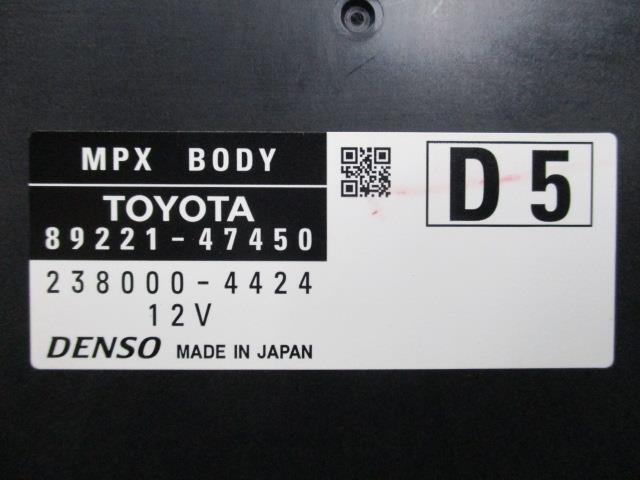 MPX BODY
D 5
TOYOTA
89221-47450
238000-4424
12V
DENSO MADE IN JAPAN